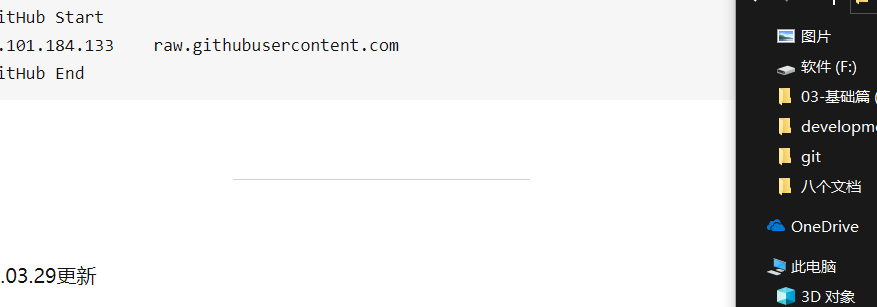 itHub Start
.101.184.133    raw.githubusercontent.com
itHub End
.03.29更新
图片
软件 (F:)
03-基础篇 (
developme
git
八个文档
OneDrive
此电脑
3D 对象